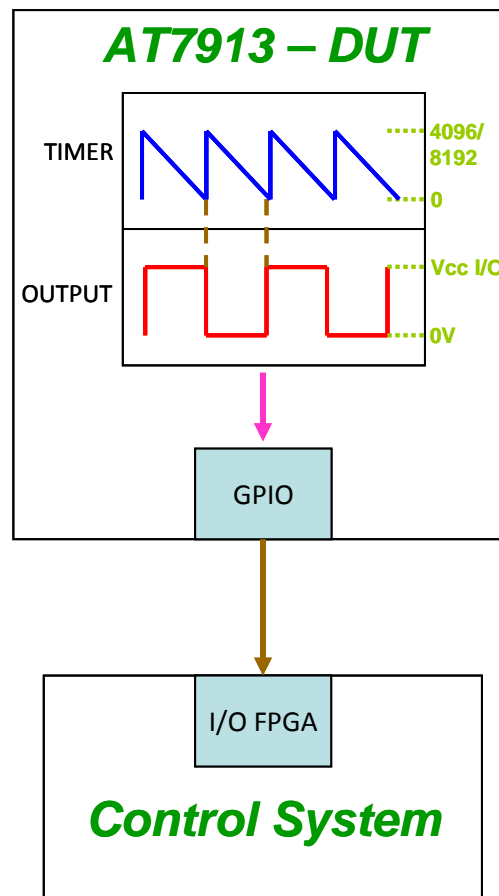 AT7913 – DUT
TIMER
4096/
8192
0
OUTPUT
Vcc I/O
0V
GPIO
I/O FPGA
Control System